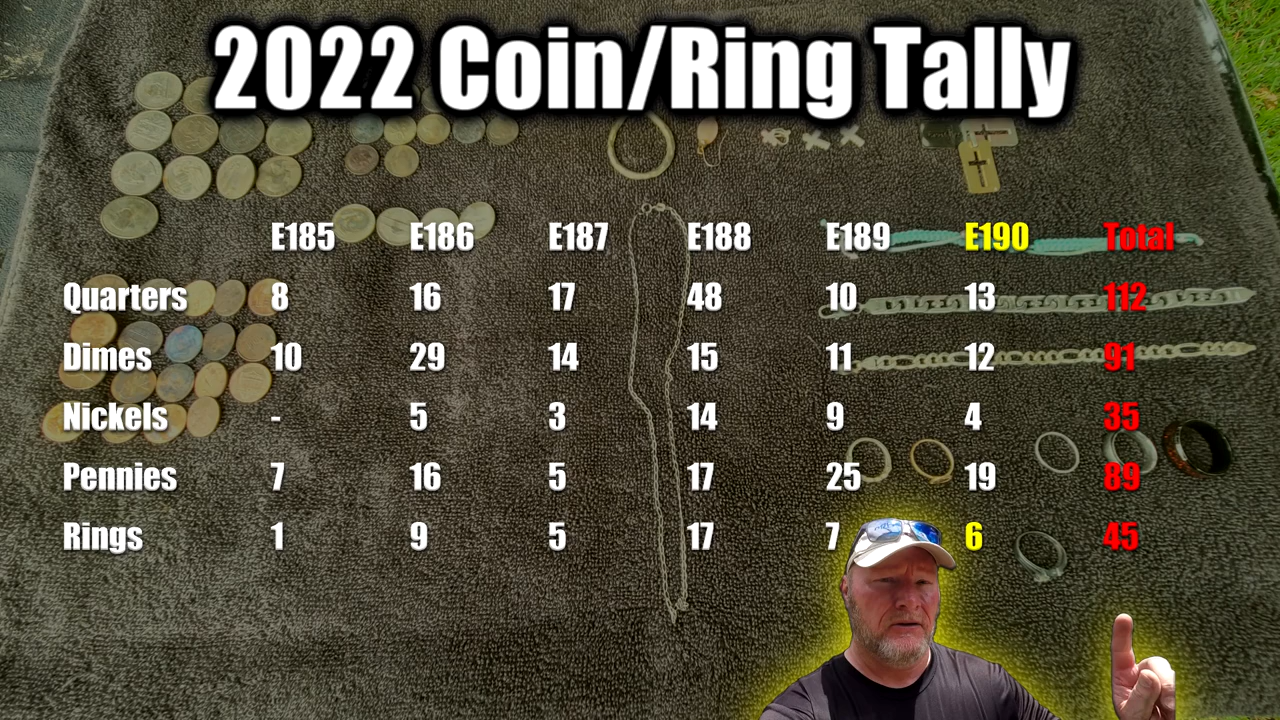 2022 Coin/Ring Tally
E185 E186 E187 E188 E189 E190 Total
Quarters 8 16 17 48 10 13 112
Dimes 10 29 14 15 11 12 91
Nickels - 5 3 14 9 4 35
Pennies 7 16 5 17 25 19 89
Rings 1 9 5 17 7 6 45